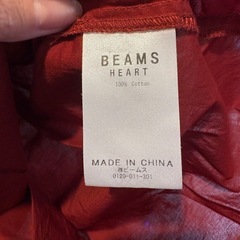 BEAMS
HEART
100% Cotton
MADE IN CHINA
㈱ビームス
0120-011-301